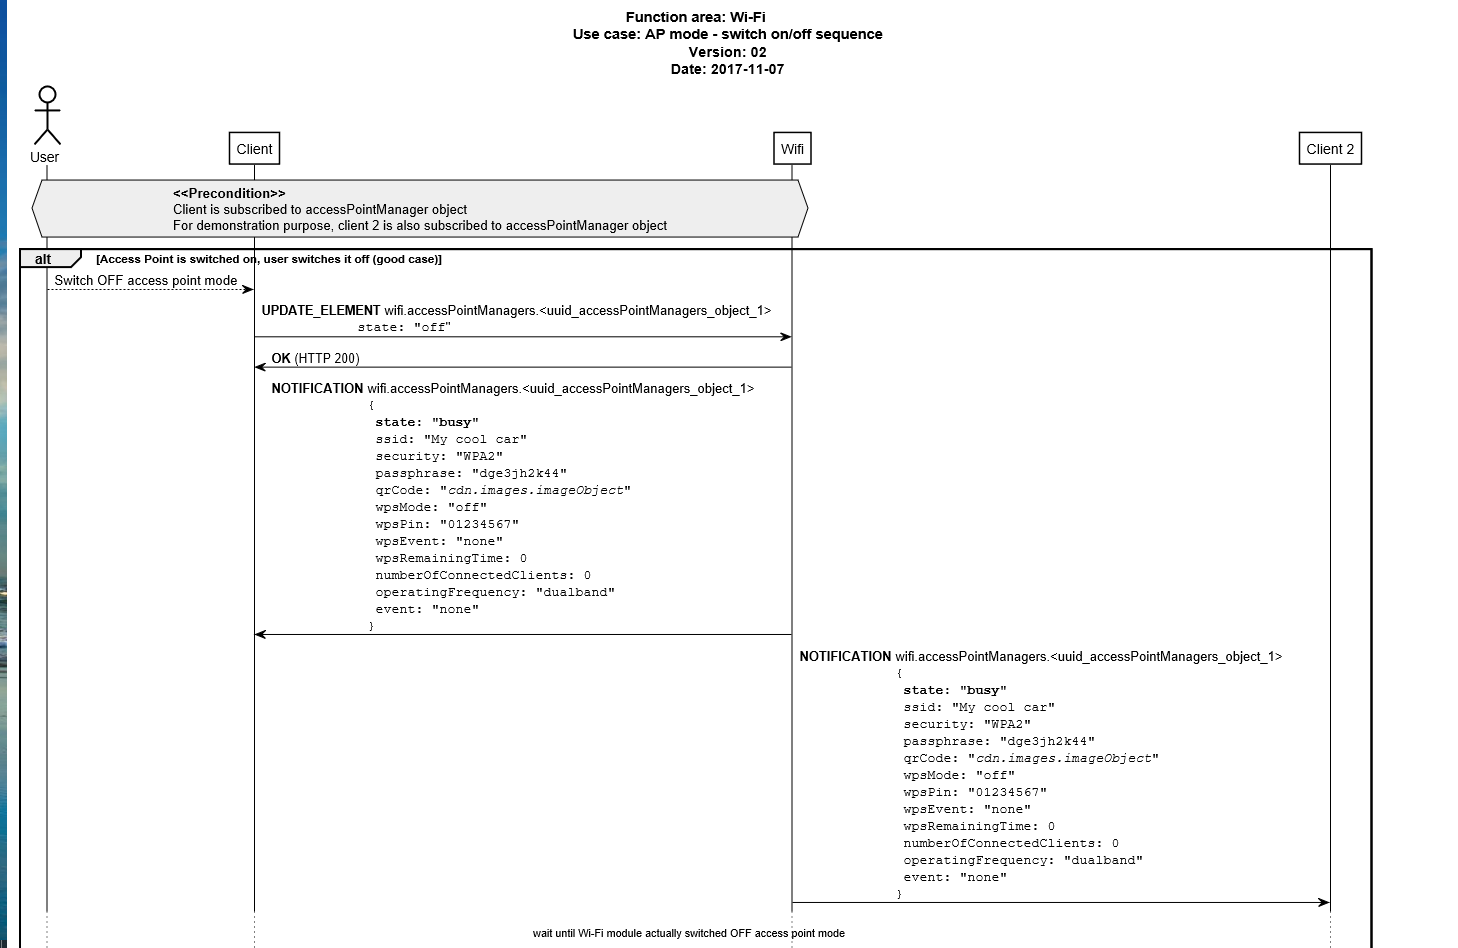 Function area: Wi-Fi
Use case: AP mode - switch on/off sequence
Version: 02
Date: 2017-11-07
User
Client
Wifi
Client 2
<<Precondition>>
Client is subscribed to accessPointManager object
For demonstration purpose, client 2 is also subscribed to accessPointManager object
alt [Access Point is switched on, user switches it off (good case)]
Switch OFF access point mode
UPDATE_ELEMENT wifi.accessPointManagers.<uuid_accessPointManagers_object_1>
state: "off"
OK (HTTP 200)
NOTIFICATION wifi.accessPointManagers.<uuid_accessPointManagers_object_1>
{
state: "busy"
ssid: "My cool car"
security: "WPA2"
passphrase: "dge3jh2k44"
qrCode: "cdn.images.imageObject"
wpsMode: "off"
wpsPin: "01234567"
wpsEvent: "none"
wpsRemainingTime: 0
numberOfConnectedClients: 0
operatingFrequency: "dualband"
event: "none"
}
NOTIFICATION wifi.accessPointManagers.<uuid_accessPointManagers_object_1>
{
state: "busy"
ssid: "My cool car"
security: "WPA2"
passphrase: "dge3jh2k44"
qrCode: "cdn.images.imageObject"
wpsMode: "off"
wpsPin: "01234567"
wpsEvent: "none"
wpsRemainingTime: 0
numberOfConnectedClients: 0
operatingFrequency: "dualband"
event: "none"
}
wait until Wi-Fi module actually switched OFF access point mode